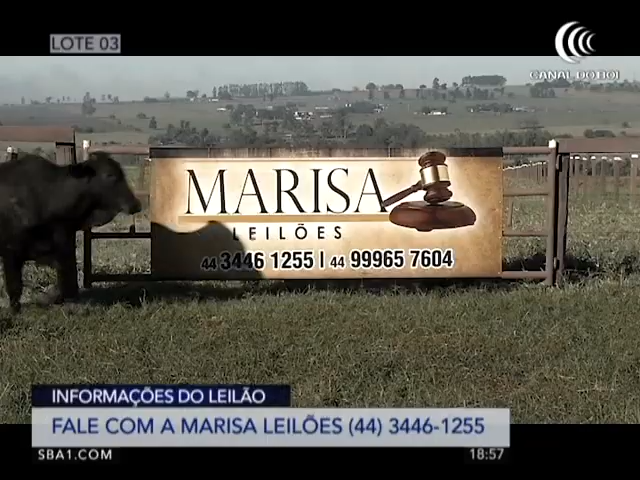 LOTE 03
CANAL DO BOI
MARISA
LEILÕES
44 3446 1255 | 44 99965 7604
INFORMAÇÕES DO LEILÃO
FALE COM A MARISA LEILÕES (44) 3446-1255
SBA1.COM
18:57